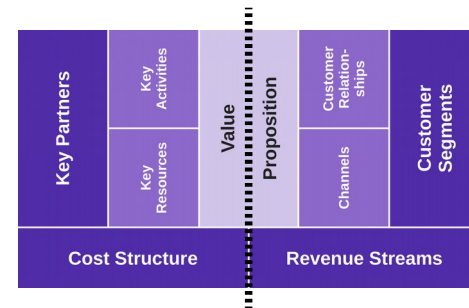 Key Partners
Key
Activities
Key
Resources
Value
Proposition
Customer
Relation-
ships
Channels
Customer
Segments
Cost Structure
Revenue Streams